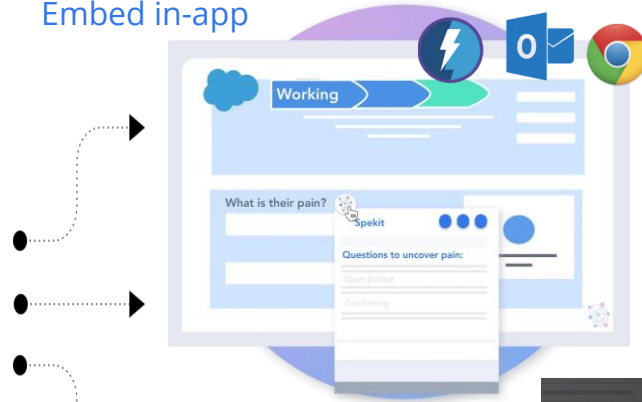 Embed in-app
Working
What is their pain?
Spekit
Questions to uncover pain:
Open Ended
Confirming